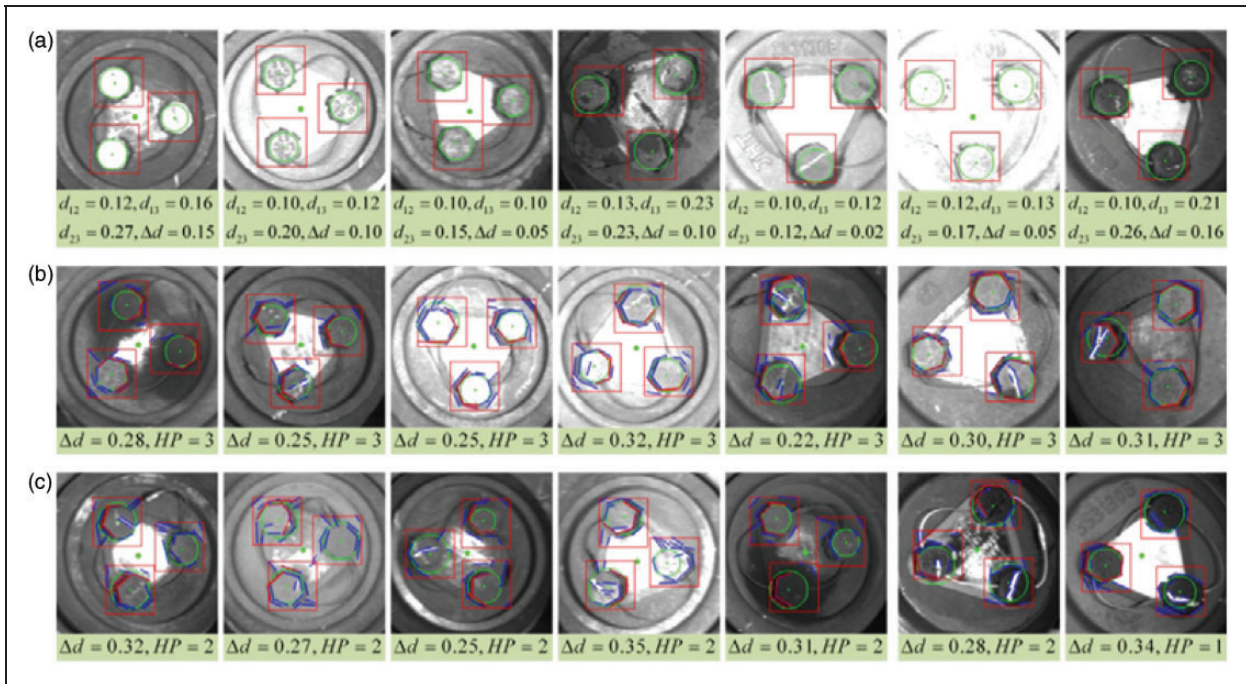 (a)
d12 = 0.12, d13 = 0.16
d23 = 0.27, Δd = 0.15
d12 = 0.10, d13 = 0.12
d23 = 0.20, Δd = 0.10
d12 = 0.10, d13 = 0.10
d23 = 0.15, Δd = 0.05
d12 = 0.13, d13 = 0.23
d23 = 0.23, Δd = 0.10
d12 = 0.10, d13 = 0.12
d23 = 0.12, Δd = 0.02
d12 = 0.12, d13 = 0.13
d23 = 0.17, Δd = 0.05
d12 = 0.10, d13 = 0.21
d23 = 0.26, Δd = 0.16
(b)
Δd = 0.28, HP = 3
Δd = 0.25, HP = 3
Δd = 0.25, HP = 3
Δd = 0.32, HP = 3
Δd = 0.22, HP = 3
Δd = 0.30, HP = 3
Δd = 0.31, HP = 3
(c)
Δd = 0.32, HP = 2
Δd = 0.27, HP = 2
Δd = 0.25, HP = 2
Δd = 0.35, HP = 2
Δd = 0.31, HP = 2
Δd = 0.28, HP = 2
Δd = 0.34, HP = 1